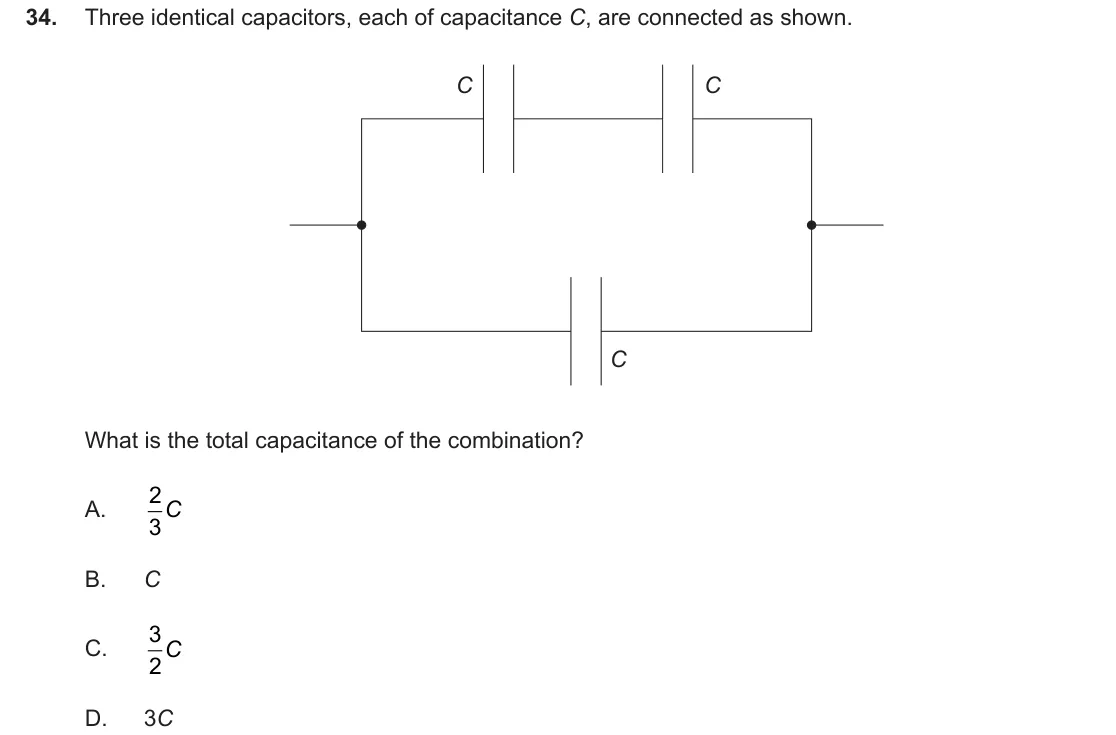 34. Three identical capacitors, each of capacitance C, are connected as shown.
C C
C
What is the total capacitance of the combination?
A. 2/3 C
B. C
C. 3/2 C
D. 3C